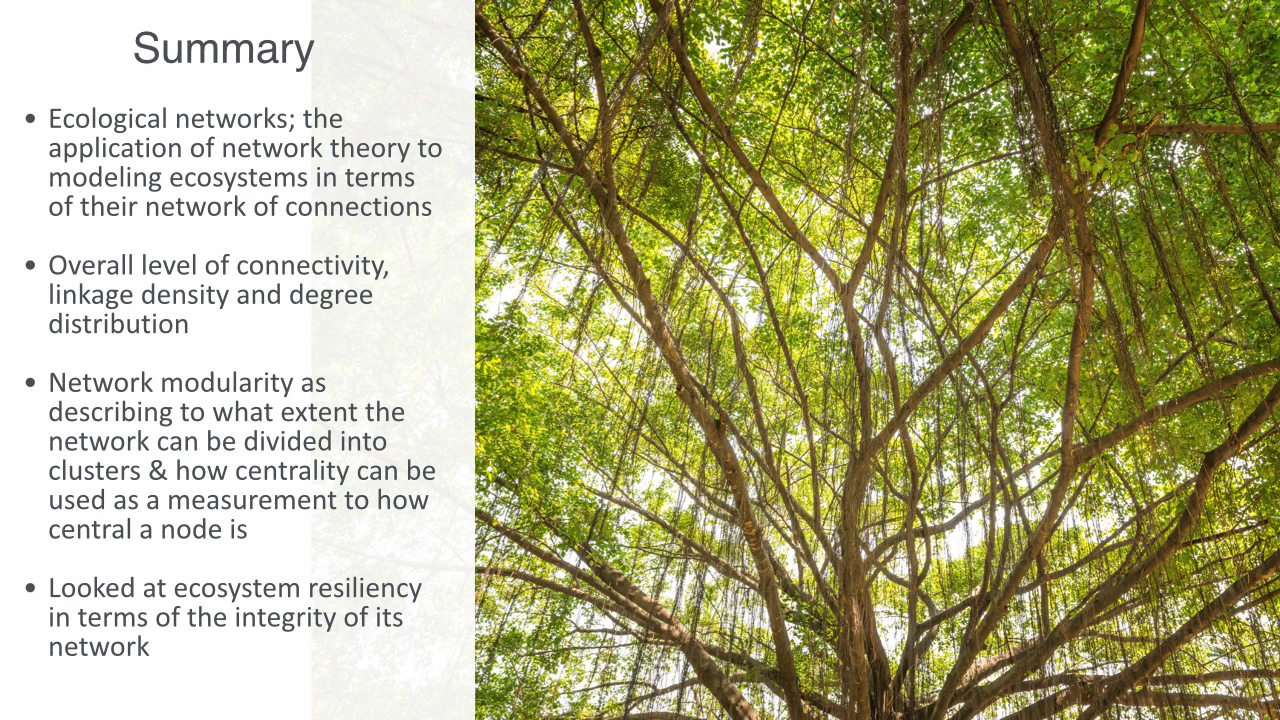 Summary
• Ecological networks; the
application of network theory to
modeling ecosystems in terms
of their network of connections
• Overall level of connectivity,
linkage density and degree
distribution
• Network modularity as
describing to what extent the
network can be divided into
clusters & how centrality can be
used as a measurement to how
central a node is
• Looked at ecosystem resiliency
in terms of the integrity of its
network